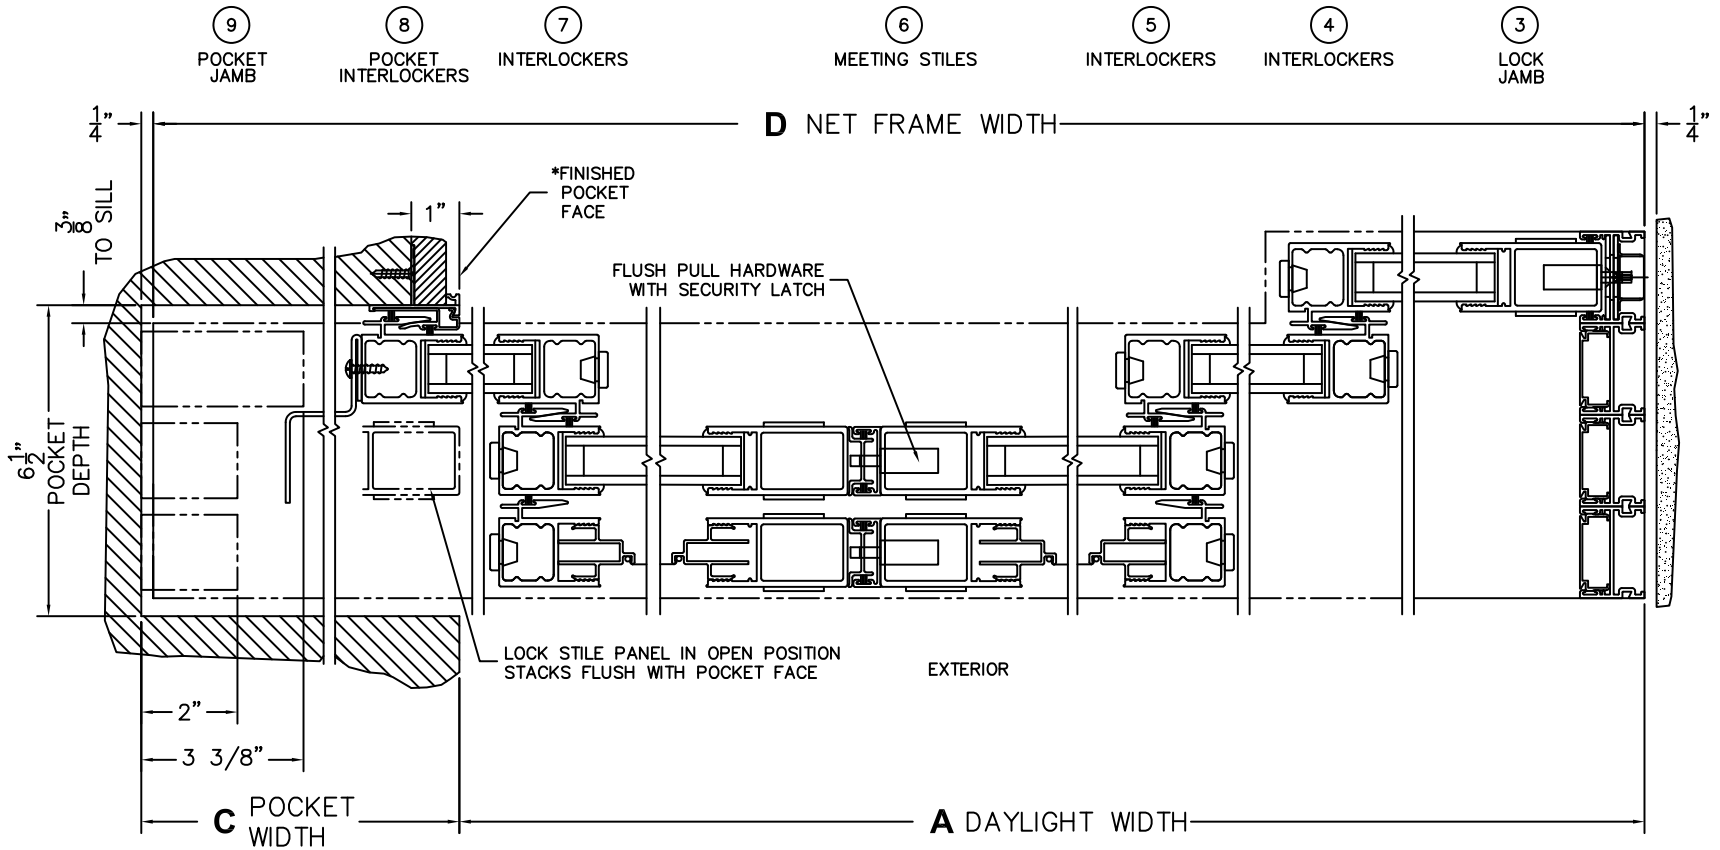 9
POCKET
JAMB
8
POCKET
INTERLOCKERS
7
INTERLOCKERS
6
MEETING STILES
5
INTERLOCKERS
4
INTERLOCKERS
3
LOCK
JAMB
1/4"
D NET FRAME WIDTH
1/4"
3/8"
TO SILL
1"
*FINISHED
POCKET
FACE
FLUSH PULL HARDWARE
WITH SECURITY LATCH
6 1/2"
POCKET
DEPTH
LOCK STILE PANEL IN OPEN POSITION
STACKS FLUSH WITH POCKET FACE
EXTERIOR
2"
3 3/8"
C POCKET
WIDTH
A DAYLIGHT WIDTH